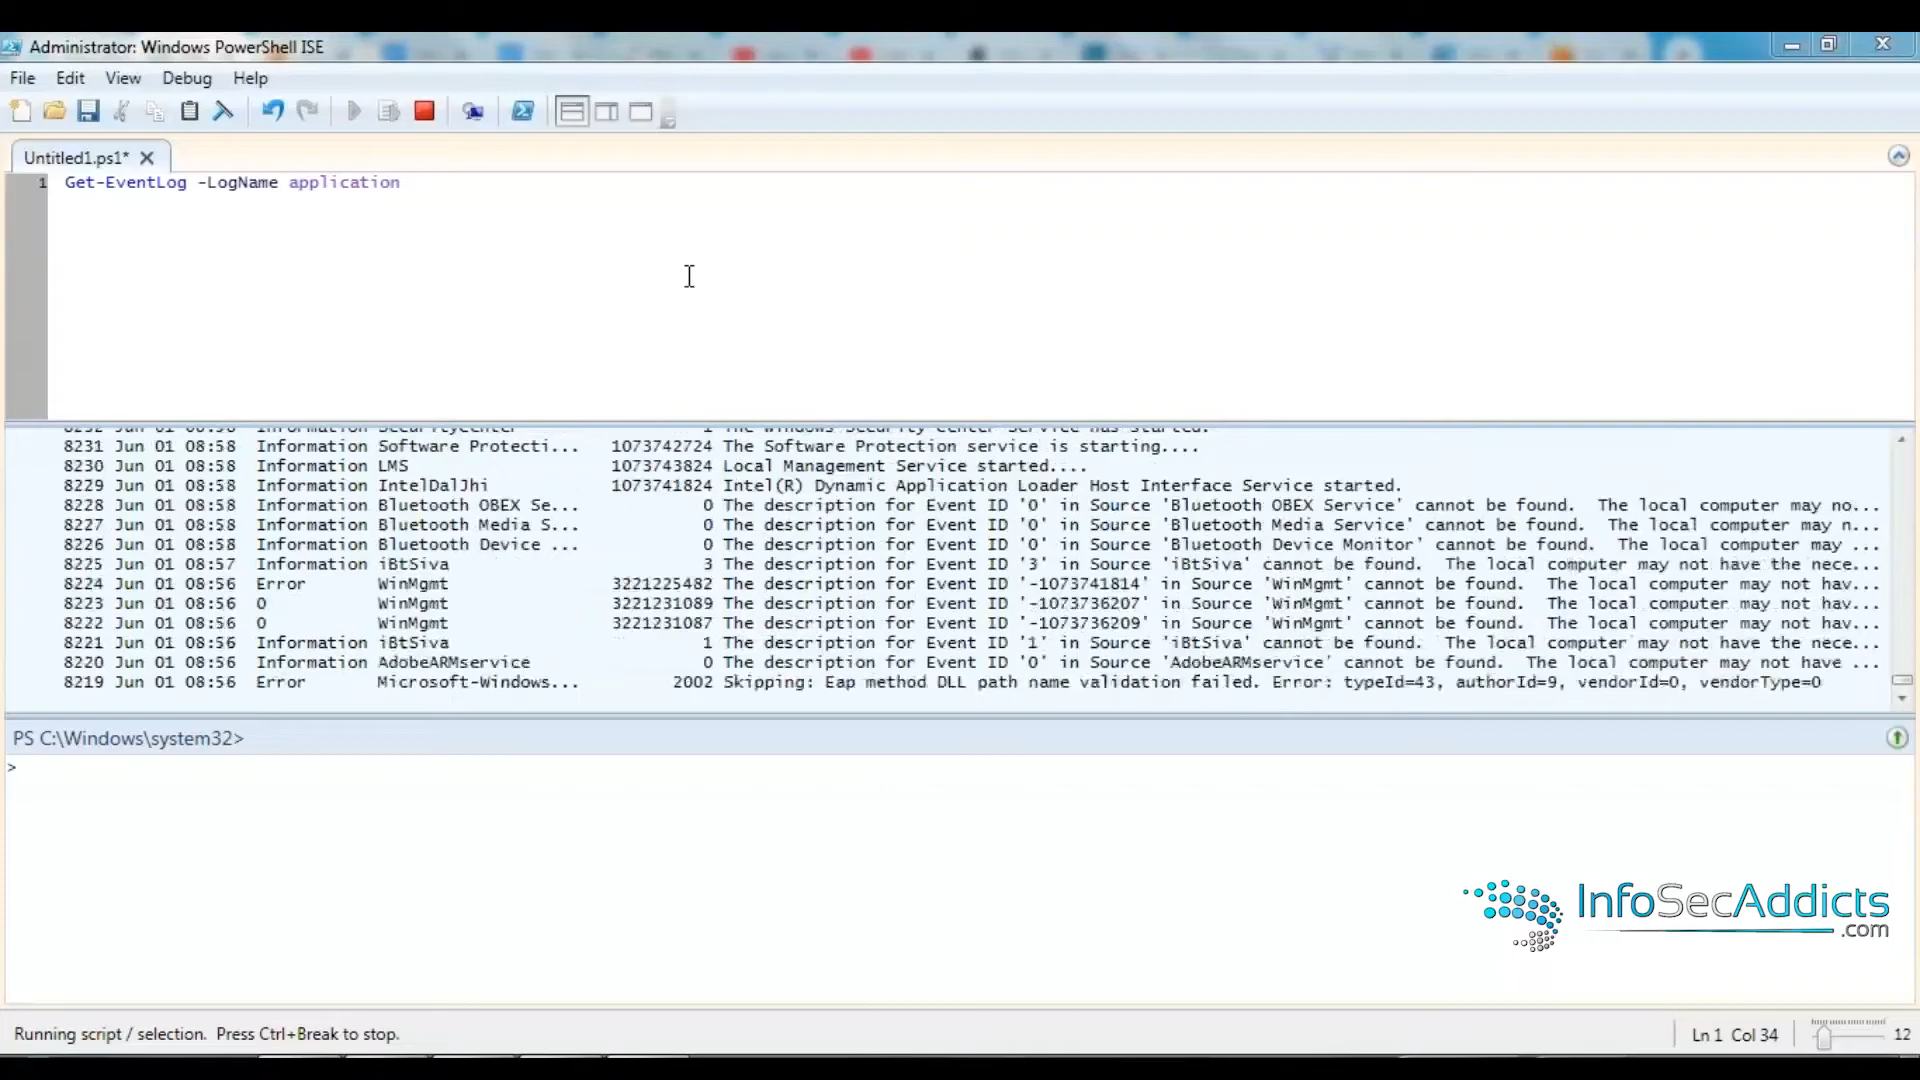 Administrator: Windows PowerShell ISE
File Edit View Debug Help
Untitled1.ps1*
1 Get-EventLog -LogName application
8232 Jun 01 08:58 Information SecurityCenter 1 The Windows Security Center Service has started.
8231 Jun 01 08:58 Information Software Protecti... 1073742724 The Software Protection service is starting....
8230 Jun 01 08:58 Information LMS 1073743824 Local Management Service started....
8229 Jun 01 08:58 Information IntelDalJhi 1073741824 Intel(R) Dynamic Application Loader Host Interface Service started.
8228 Jun 01 08:58 Information Bluetooth OBEX Se... 0 The description for Event ID '0' in Source 'Bluetooth OBEX Service' cannot be found. The local computer may no...
8227 Jun 01 08:58 Information Bluetooth Media S... 0 The description for Event ID '0' in Source 'Bluetooth Media Service' cannot be found. The local computer may n...
8226 Jun 01 08:58 Information Bluetooth Device ... 0 The description for Event ID '0' in Source 'Bluetooth Device Monitor' cannot be found. The local computer may ...
8225 Jun 01 08:57 Information iBtSiva 3 The description for Event ID '3' in Source 'iBtSiva' cannot be found. The local computer may not have the nece...
8224 Jun 01 08:56 Error WinMgmt 3221225482 The description for Event ID '-1073741814' in Source 'WinMgmt' cannot be found. The local computer may not hav...
8223 Jun 01 08:56 0 WinMgmt 3221231089 The description for Event ID '-1073736207' in Source 'WinMgmt' cannot be found. The local computer may not hav...
8222 Jun 01 08:56 0 WinMgmt 3221231087 The description for Event ID '-1073736209' in Source 'WinMgmt' cannot be found. The local computer may not hav...
8221 Jun 01 08:56 Information iBtSiva 1 The description for Event ID '1' in Source 'iBtSiva' cannot be found. The local computer may not have the nece...
8220 Jun 01 08:56 Information AdobeARMservice 0 The description for Event ID '0' in Source 'AdobeARMservice' cannot be found. The local computer may not have ...
8219 Jun 01 08:56 Error Microsoft-Windows... 2002 Skipping: Eap method DLL path name validation failed. Error: typeId=43, authorId=9, vendorId=0, vendorType=0
PS C:\Windows\system32>
>
InfoSecAddicts
.com
Running script / selection. Press Ctrl+Break to stop.
Ln 1 Col 34
12